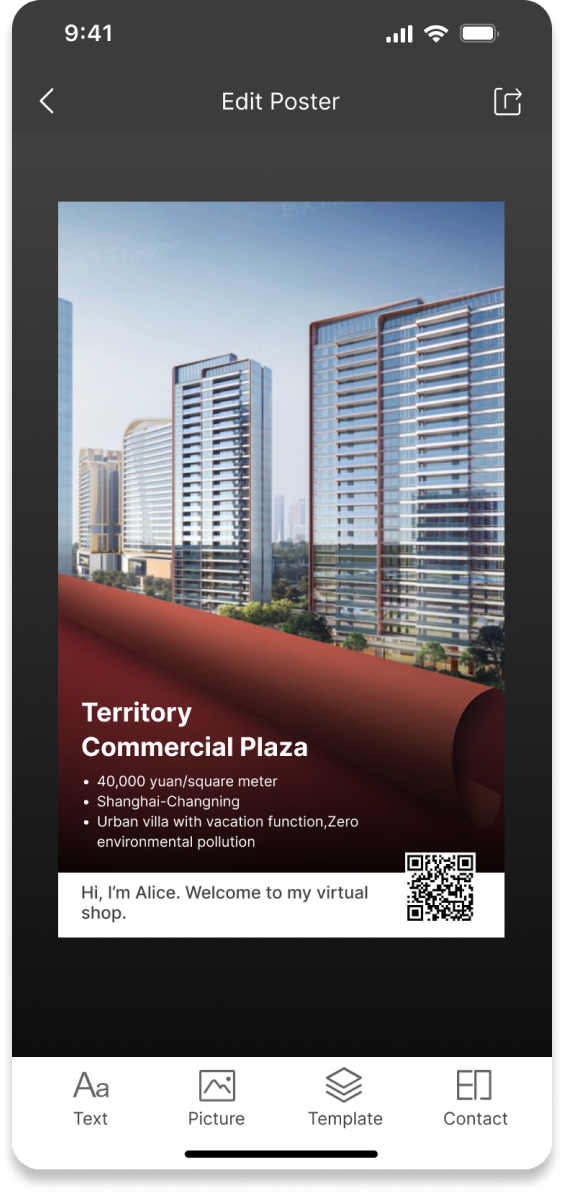 9:41
Edit Poster
Territory
Commercial Plaza
• 40,000 yuan/square meter
• Shanghai-Changning
• Urban villa with vacation function,Zero
environmental pollution
Hi, I’m Alice. Welcome to my virtual
shop.
Aa
Text
Picture
Template
Contact